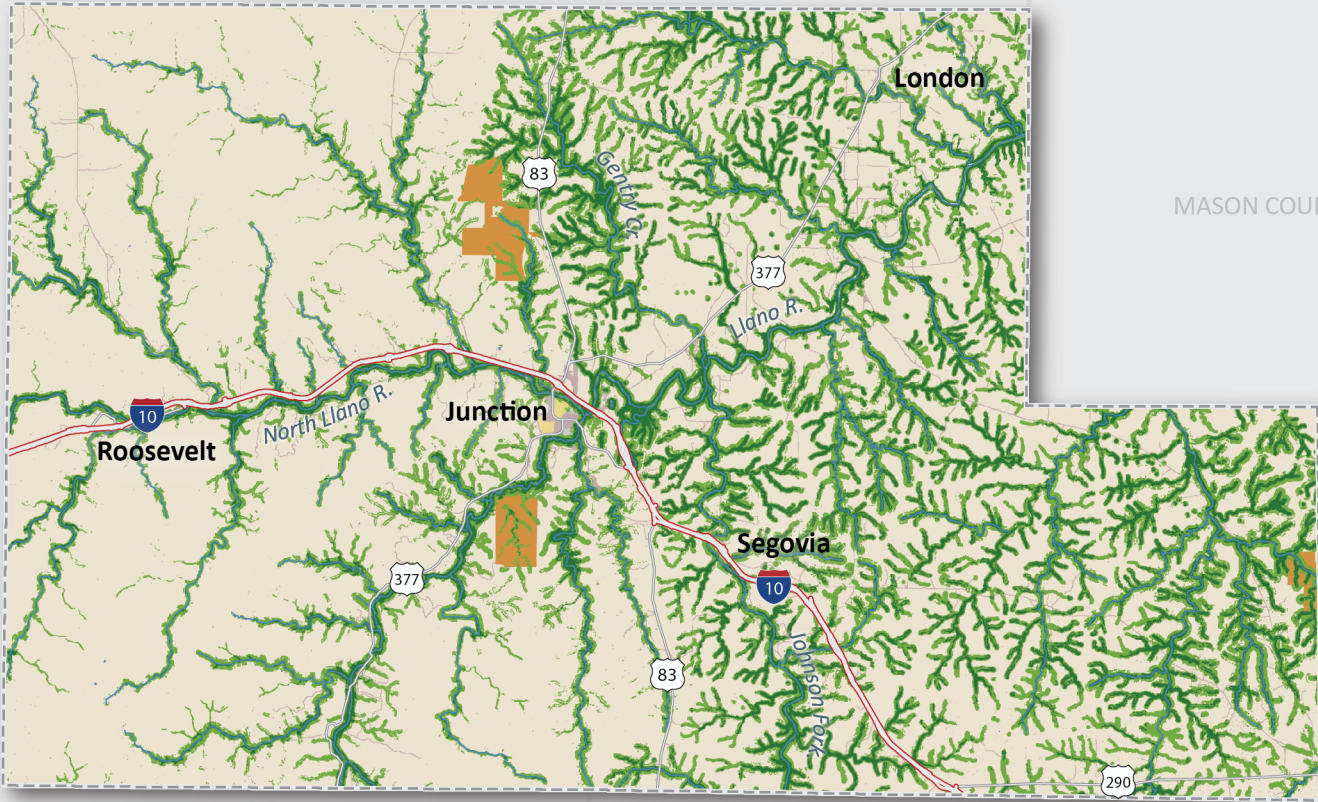 London
83
Gentry Cr.
MASON COU
377
Llano R.
10
North Llano R.
Junction
Roosevelt
Segovia
377
10
Johnson Fork
83
290